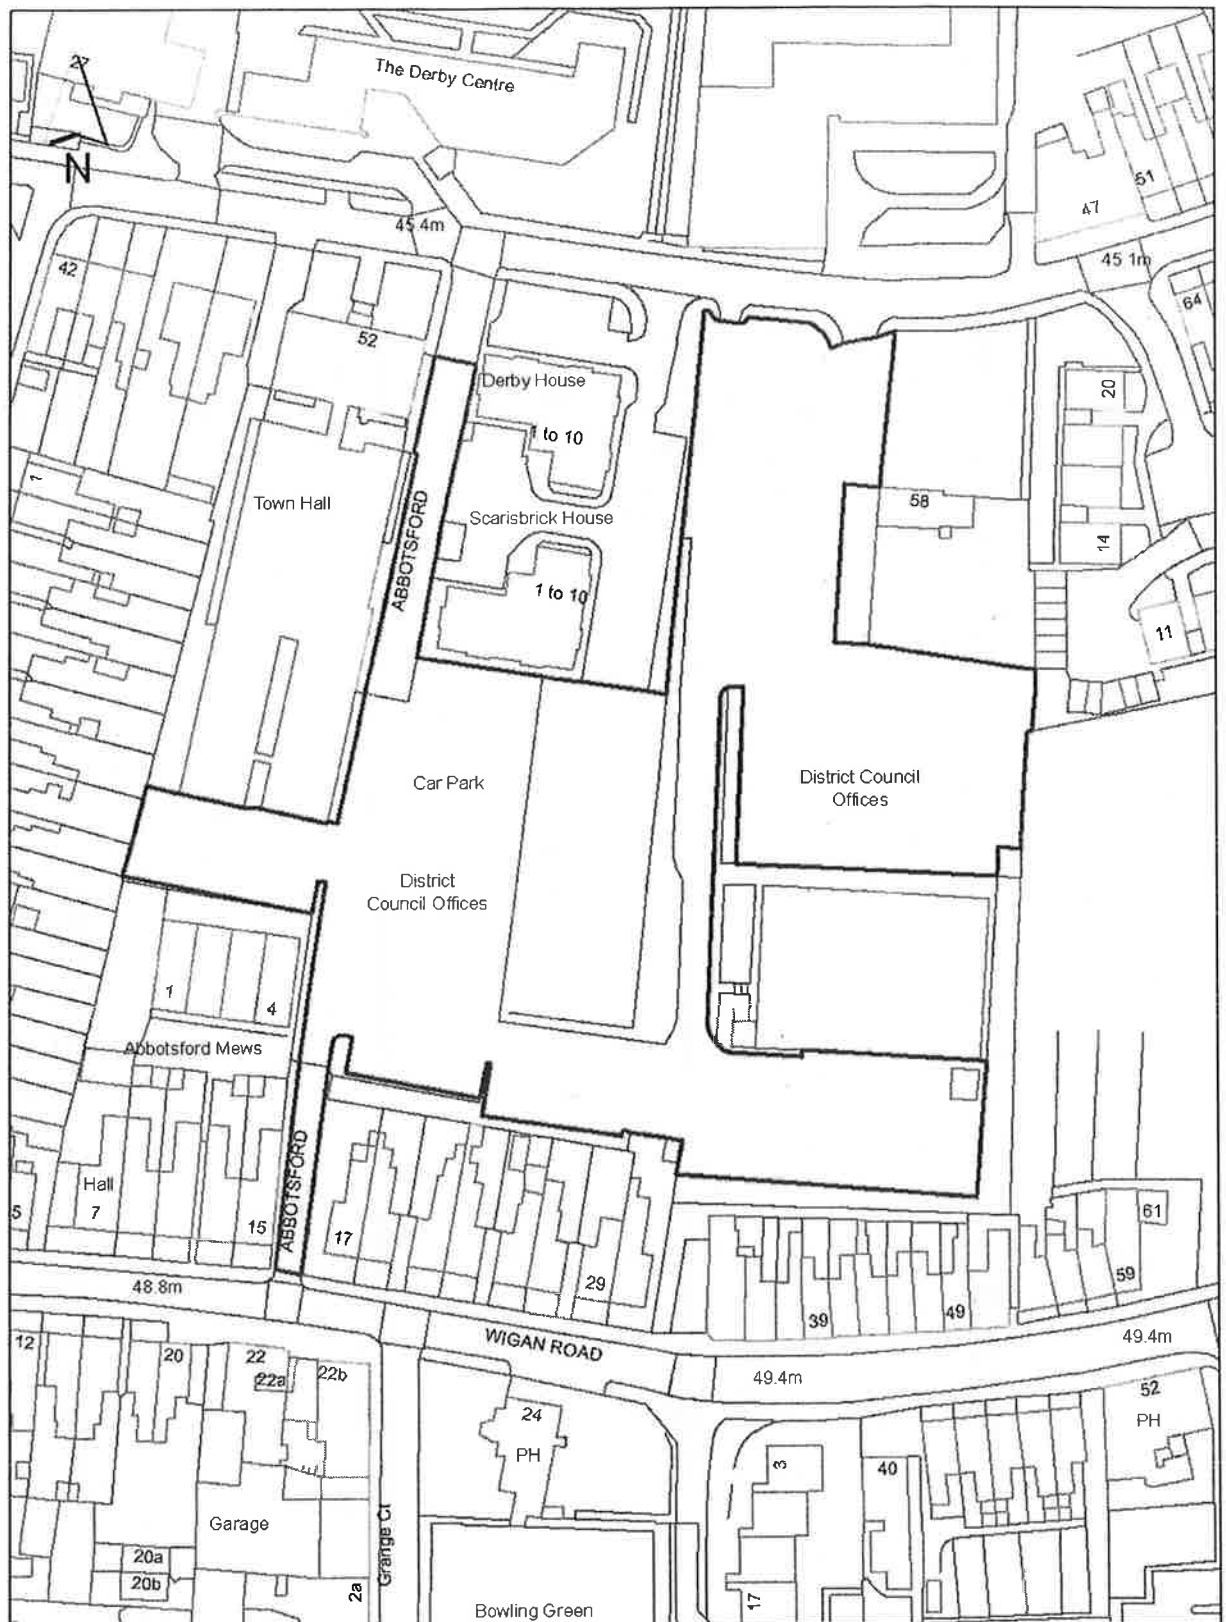 27
The Derby Centre
N
51
47
45.4m
45.1m
42
64
52
Derby House
20
1 to 10
1
Town Hall
58
ABBOTSFORD
Scarisbrick House
14
1 to 10
11
Car Park
District Council
Offices
District
Council Offices
1
4
Abbotsford Mews
ABBOTSFORD
Hall
7
5
15
17
61
29
59
48.8m
39
49
WIGAN ROAD
49.4m
49.4m
12
20
22
22a
22b
52
PH
24
PH
3
40
Garage
Grange Ct
20a
20b
2a
17
Bowling Green